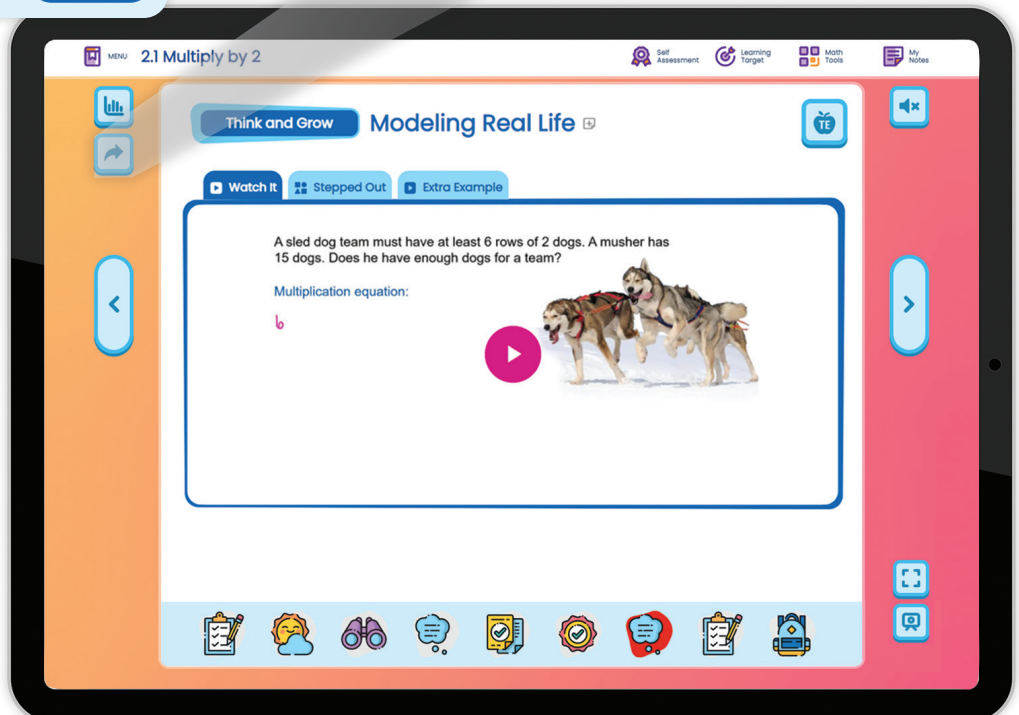 MENU
2.1 Multiply by 2
Self
Assessment
Learning
Target
Math
Tools
My
Notes
Think and Grow
Modeling Real Life
TE
Watch It
Stepped Out
Extra Example
A sled dog team must have at least 6 rows of 2 dogs. A musher has
15 dogs. Does he have enough dogs for a team?
Multiplication equation:
6